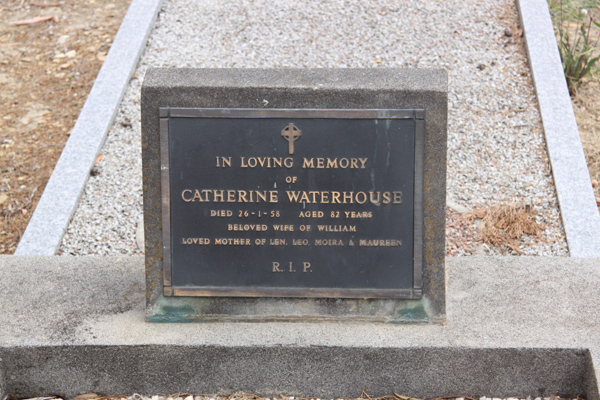 IN LOVING MEMORY
OF
CATHERINE WATERHOUSE
DIED 26-1-58 AGED 82 YEARS
BELOVED WIFE OF WILLIAM
LOVED MOTHER OF LEN, LEO, MOIRA, & MAUREEN
R. I. P.